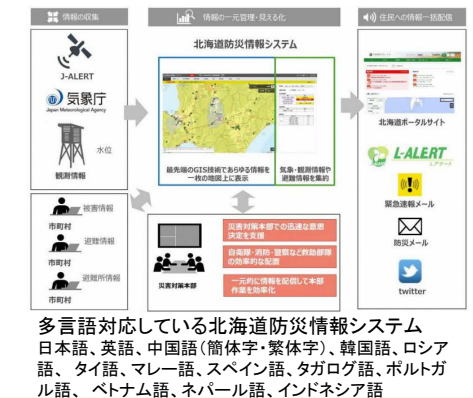 情報の収集
情報の一元管理・見える化
住民への情報一括配信
J-ALERT
気象庁
Japan Meteorological Agency
水位
観測情報
被害情報
市町村
避難情報
市町村
避難所情報
市町村
北海道防災情報システム
最先端のGIS技術であらゆる情報を
一枚の地図上に表示
気象・観測情報や
避難情報を集約
災害対策本部
災害対策本部での迅速な意思
決定を支援
自衛隊・消防・警察など救助部隊
の効率的な配置
一元的に情報を配信して本部
作業を効率化
北海道ポータルサイト
L-ALERT
Lアラート
緊急速報メール
防災メール
twitter
多言語対応している北海道防災情報システム
日本語、英語、中国語(簡体字・繁体字)、韓国語、ロシア
語、 タイ語、マレー語、スペイン語、タガログ語、ポルトガ
ル語、 ベトナム語、ネパール語、インドネシア語